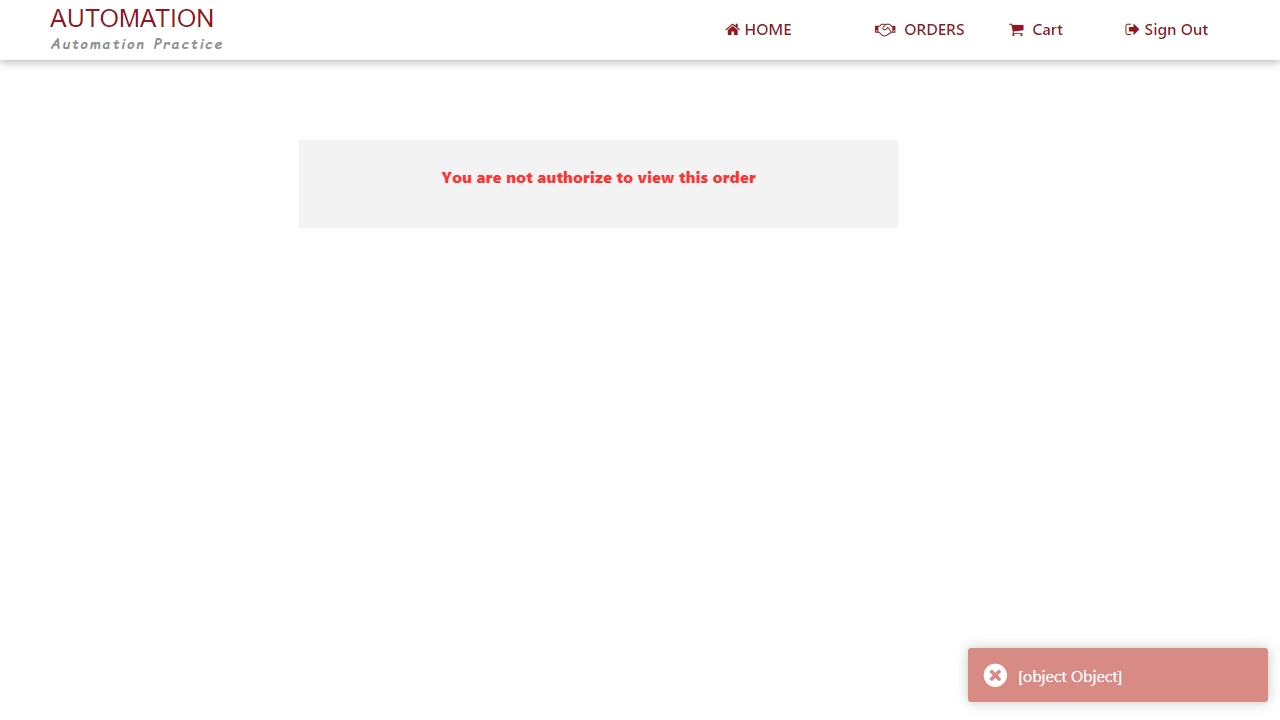 AUTOMATION
Automation Practice
HOME
ORDERS
Cart
Sign Out
You are not authorize to view this order
[object Object]